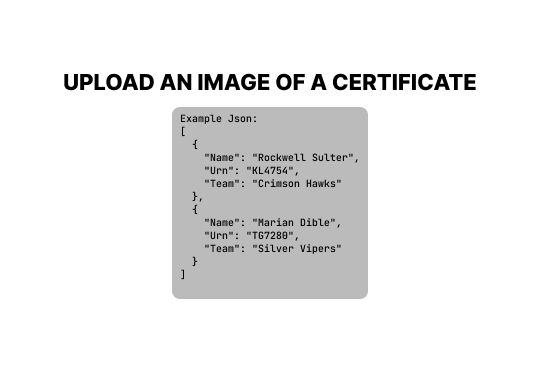 UPLOAD AN IMAGE OF A CERTIFICATE
Example Json:
[
  {
    "Name": "Rockwell Sulter",
    "Urn": "KL4754",
    "Team": "Crimson Hawks"
  },
  {
    "Name": "Marian Dible",
    "Urn": "TG7280",
    "Team": "Silver Vipers"
  }
]